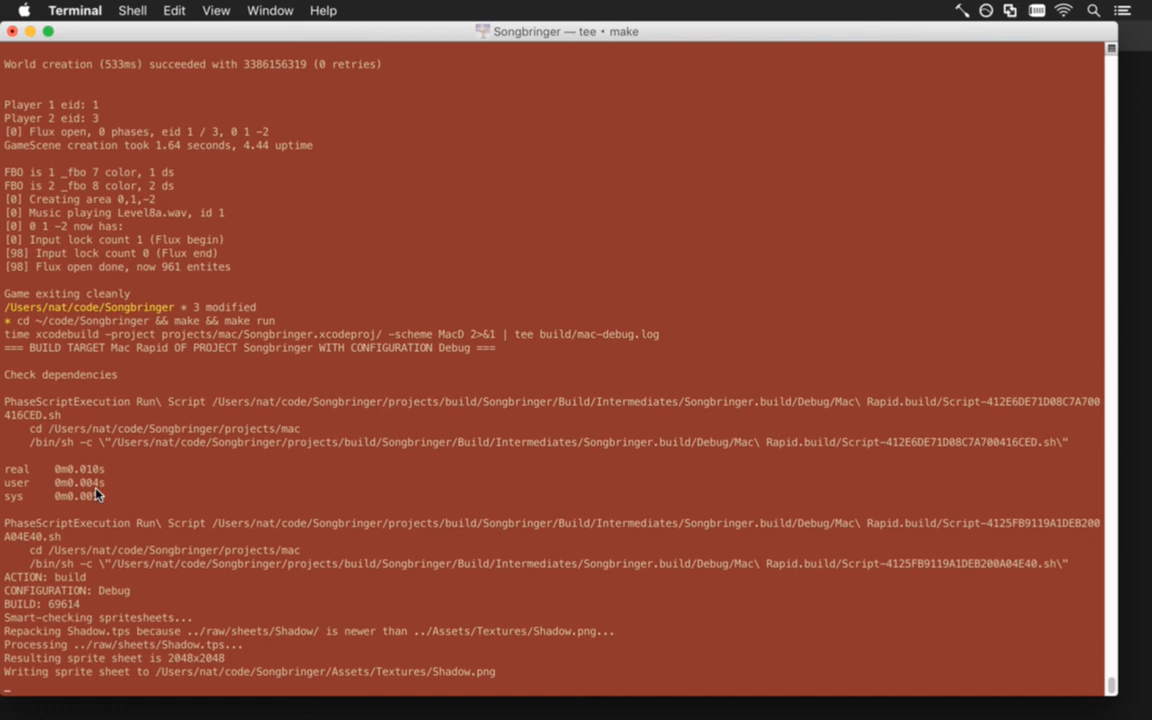 Terminal Shell Edit View Window Help
Songbringer — tee • make
World creation (533ms) succeeded with 3386156319 (0 retries)
Player 1 eid: 1
Player 2 eid: 3
[0] Flux open, 0 phases, eid 1 / 3, 0 1 -2
GameScene creation took 1.64 seconds, 4.44 uptime
FBO is 1 _fbo 7 color, 1 ds
FBO is 2 _fbo 8 color, 2 ds
[0] Creating area 0,1,-2
[0] Music playing Level8a.wav, id 1
[0] 0 1 -2 now has:
[0] Input lock count 1 (Flux begin)
[98] Input lock count 0 (Flux end)
[98] Flux open done, now 961 entites
Game exiting cleanly
/Users/nat/code/Songbringer * 3 modified
* cd ~/code/Songbringer && make && make run
time xcodebuild -project projects/mac/Songbringer.xcodeproj/ -scheme MacD 2>&1 | tee build/mac-debug.log
=== BUILD TARGET Mac Rapid OF PROJECT Songbringer WITH CONFIGURATION Debug ===
Check dependencies
PhaseScriptExecution Run\ Script /Users/nat/code/Songbringer/projects/build/Songbringer/Build/Intermediates/Songbringer.build/Debug/Mac\ Rapid.build/Script-412E6DE71D08C7A700
416CED.sh
cd /Users/nat/code/Songbringer/projects/mac
/bin/sh -c \"/Users/nat/code/Songbringer/projects/build/Songbringer/Build/Intermediates/Songbringer.build/Debug/Mac\ Rapid.build/Script-412E6DE71D08C7A700416CED.sh\"
real 0m0.010s
user 0m0.004s
sys
PhaseScriptExecution Run\ Script /Users/nat/code/Songbringer/projects/build/Songbringer/Build/Intermediates/Songbringer.build/Debug/Mac\ Rapid.build/Script-4125FB9119A1DEB200
A04E40.sh
cd /Users/nat/code/Songbringer/projects/mac
/bin/sh -c \"/Users/nat/code/Songbringer/projects/build/Songbringer/Build/Intermediates/Songbringer.build/Debug/Mac\ Rapid.build/Script-4125FB9119A1DEB200A04E40.sh\"
ACTION: build
CONFIGURATION: Debug
BUILD: 69614
Smart-checking spritesheets...
Repacking Shadow.tps because ../raw/sheets/Shadow/ is newer than ../Assets/Textures/Shadow.png...
Processing ../raw/sheets/Shadow.tps...
Resulting sprite sheet is 2048x2048
Writing sprite sheet to /Users/nat/code/Songbringer/Assets/Textures/Shadow.png